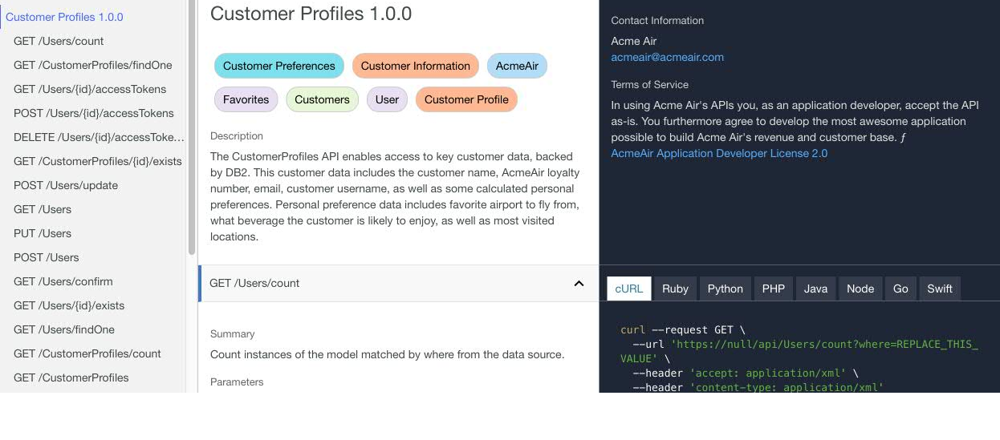 Customer Profiles 1.0.0
GET /Users/count
GET /CustomerProfiles/findOne
GET /Users/{id}/accessTokens
POST /Users/{id}/accessTokens
DELETE /Users/{id}/accessToke...
GET /CustomerProfiles/{id}/exists
POST /Users/update
GET /Users
PUT /Users
POST /Users
GET /Users/confirm
GET /Users/{id}/exists
GET /Users/findOne
GET /CustomerProfiles/count
GET /CustomerProfiles
Customer Profiles 1.0.0
Customer Preferences Customer Information AcmeAir
Favorites Customers User Customer Profile
Description
The CustomerProfiles API enables access to key customer data, backed
by DB2. This customer data includes the customer name, AcmeAir loyalty
number, email, customer username, as well as some calculated personal
preferences. Personal preference data includes favorite airport to fly from,
what beverage the customer is likely to enjoy, as well as most visited
locations.
GET /Users/count
Summary
Count instances of the model matched by where from the data source.
Parameters
Contact Information
Acme Air
acmeair@acmeair.com
Terms of Service
In using Acme Air's APIs you, as an application developer, accept the API
as-is. You furthermore agree to develop the most awesome application
possible to build Acme Air's revenue and customer base. ƒ
AcmeAir Application Developer License 2.0
cURL Ruby Python PHP Java Node Go Swift
curl --request GET \
--url 'https://null/api/Users/count?where=REPLACE_THIS_
VALUE' \
--header 'accept: application/xml' \
--header 'content-type: application/xml'